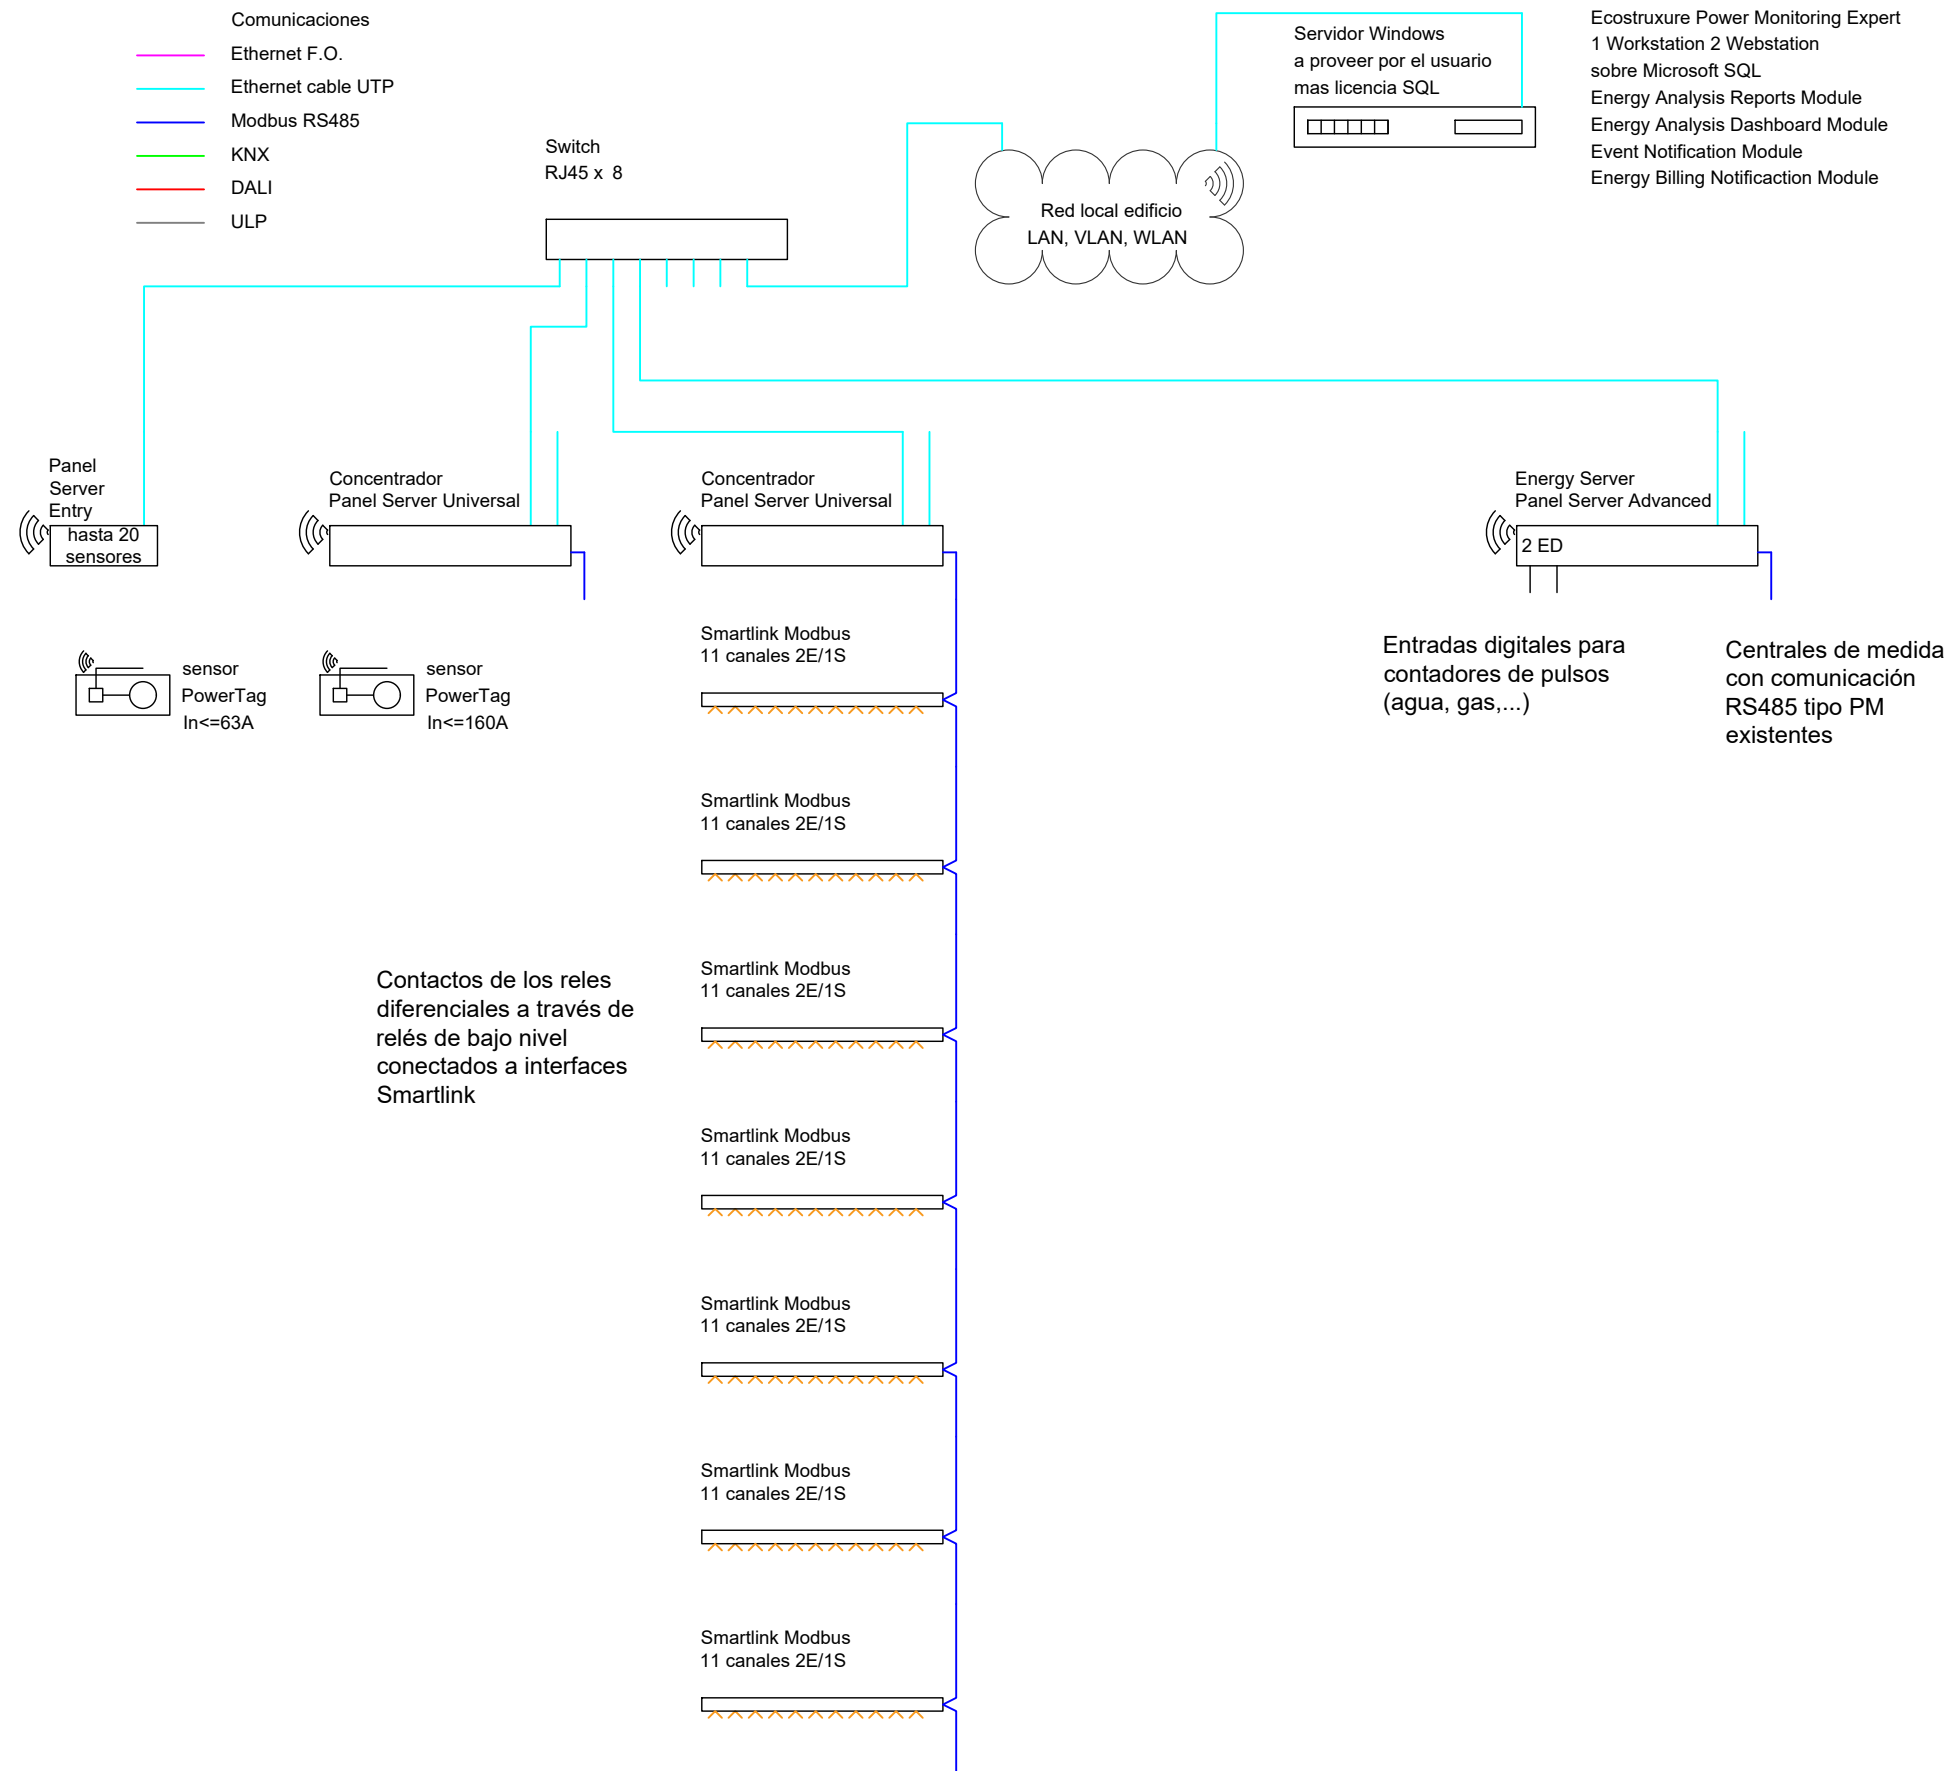 Comunicaciones
Ethernet F.O.
Ethernet cable UTP
Modbus RS485
KNX
DALI
ULP
Switch
RJ45 x  8
Red local edificio
LAN, VLAN, WLAN
Servidor Windows
a proveer por el usuario
mas licencia SQL
Ecostruxure Power Monitoring Expert
1 Workstation 2 Webstation
sobre Microsoft SQL
Energy Analysis Reports Module
Energy Analysis Dashboard Module
Event Notification Module
Energy Billing Notificaction Module
Panel
Server
Entry
hasta 20
sensores
Concentrador
Panel Server Universal
Concentrador
Panel Server Universal
Energy Server
Panel Server Advanced
2 ED
sensor
PowerTag
In<=63A
sensor
PowerTag
In<=160A
Entradas digitales para
contadores de pulsos
(agua, gas,...)
Centrales de medida
con comunicación
RS485 tipo PM
existentes
Smartlink Modbus
11 canales 2E/1S
Smartlink Modbus
11 canales 2E/1S
Smartlink Modbus
11 canales 2E/1S
Contactos de los reles
diferenciales a través de
relés de bajo nivel
conectados a interfaces
Smartlink
Smartlink Modbus
11 canales 2E/1S
Smartlink Modbus
11 canales 2E/1S
Smartlink Modbus
11 canales 2E/1S
Smartlink Modbus
11 canales 2E/1S